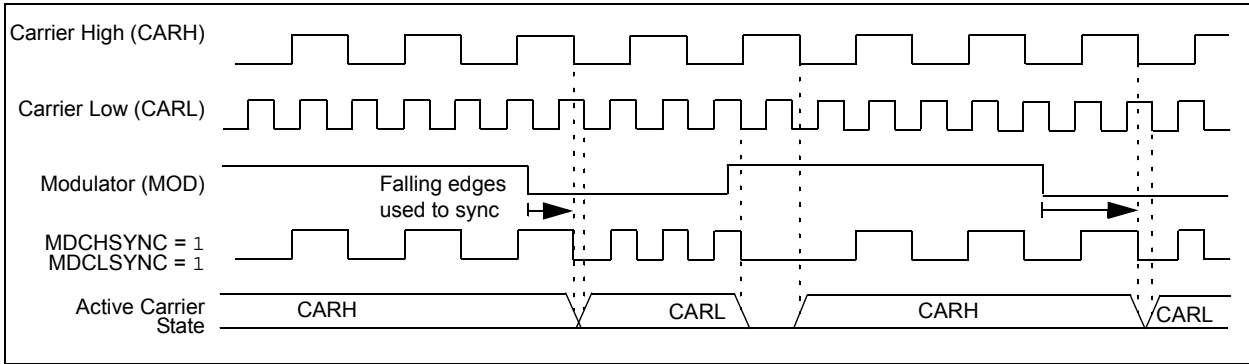 Carrier High (CARH)
Carrier Low (CARL)
Modulator (MOD)
Falling edges
used to sync
MDCHSYNC = 1
MDCLSYNC = 1
Active Carrier
State
CARH
CARL
CARH
CARL